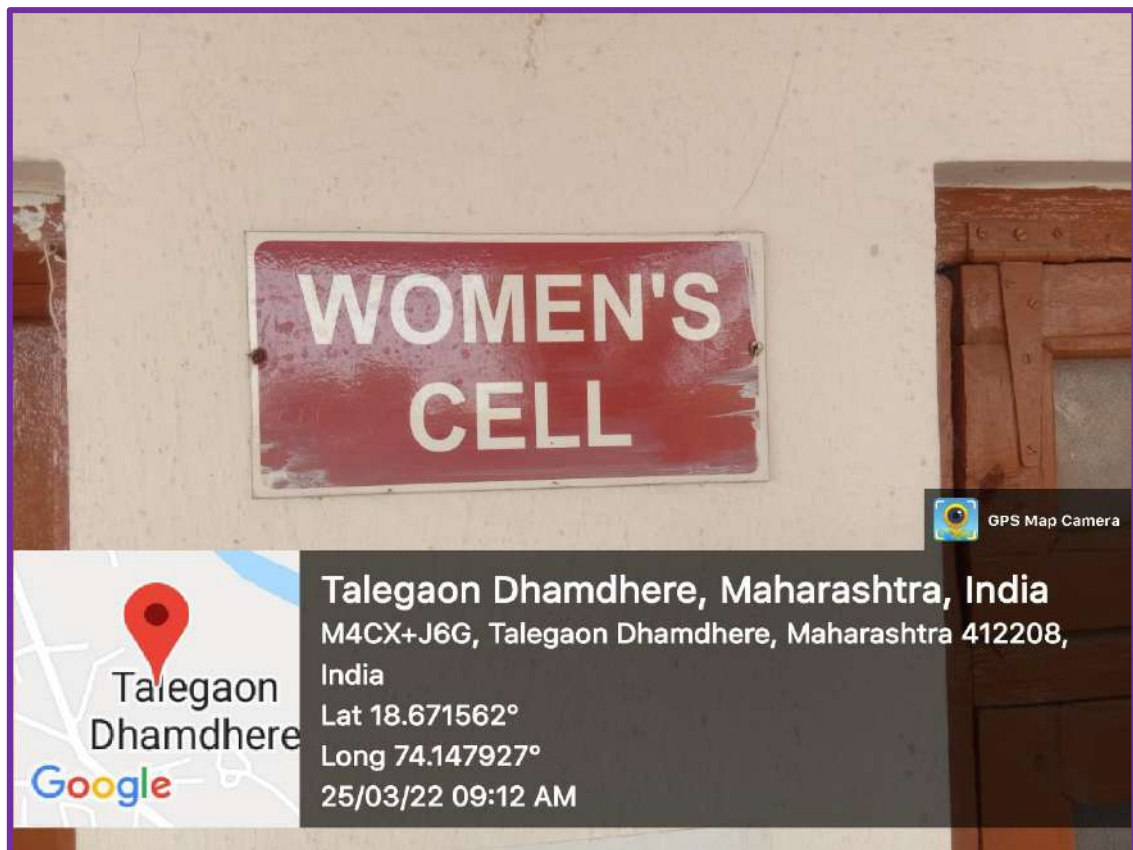 WOMEN'S
CELL
GPS Map Camera
Talegaon Dhamdhere, Maharashtra, India
M4CX+J6G, Talegaon Dhamdhere, Maharashtra 412208,
India
Lat 18.671562°
Long 74.147927°
25/03/22 09:12 AM
Talegaon
Dhamdhere
Google